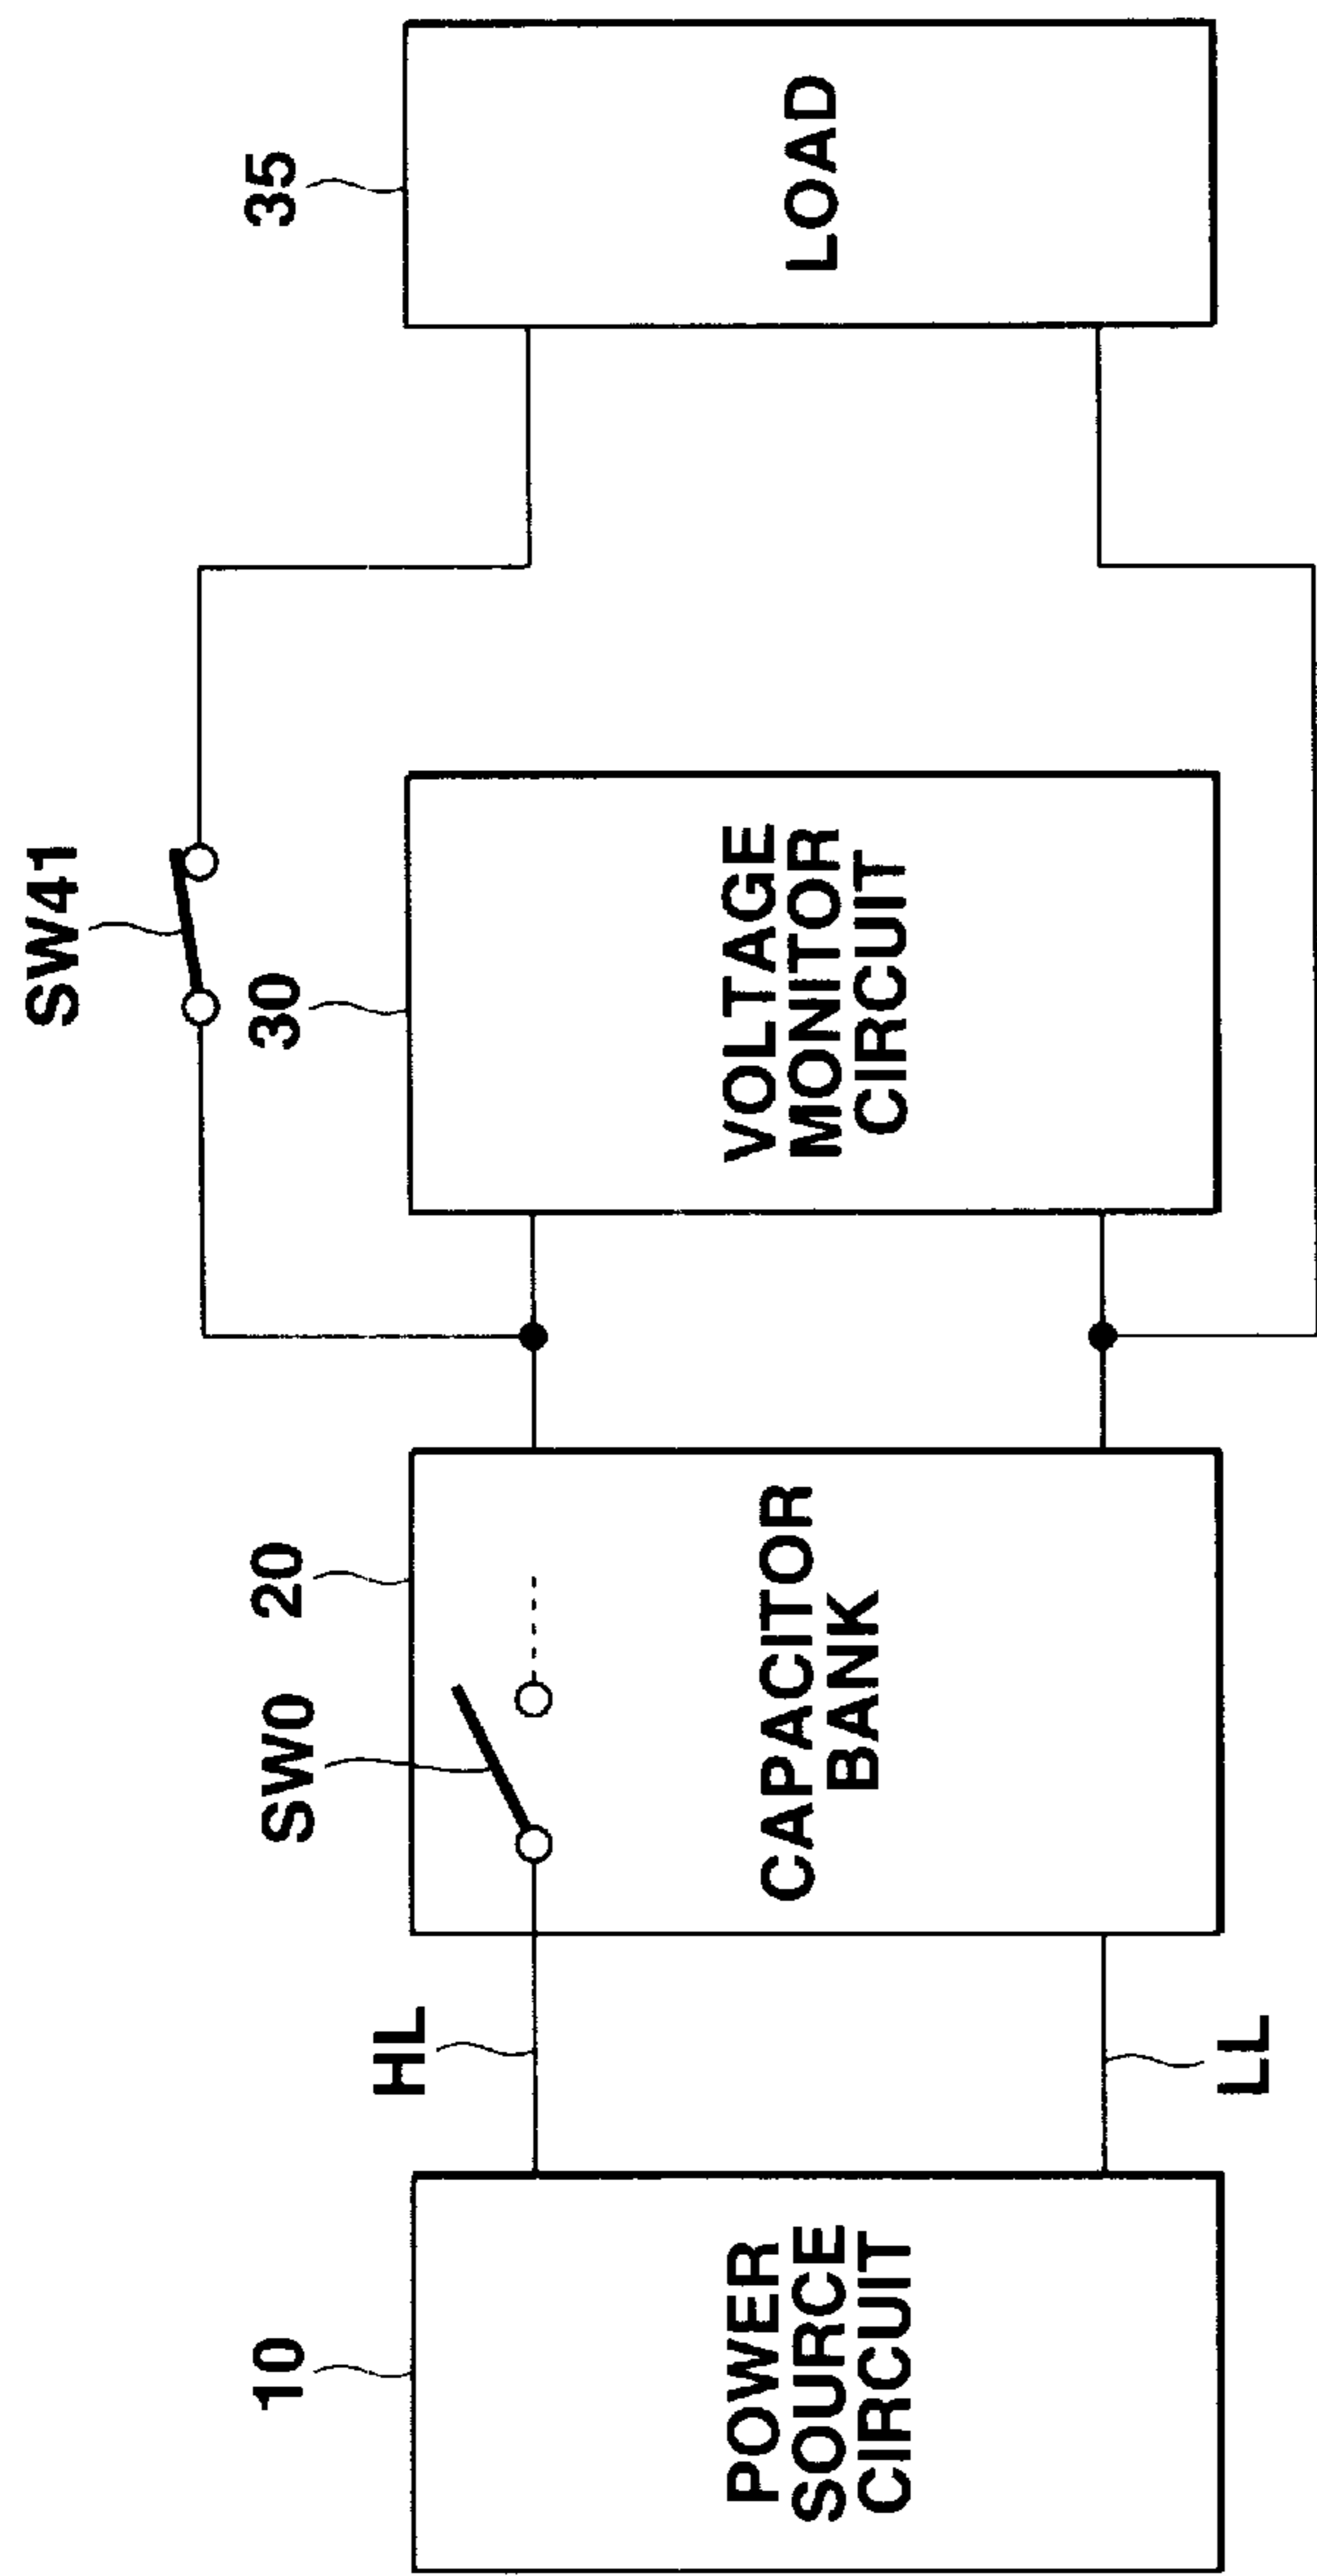 SW41
10
HL
SW0
20
30
35
POWER
SOURCE
CIRCUIT
CAPACITOR
BANK
VOLTAGE
MONITOR
CIRCUIT
LOAD
LL